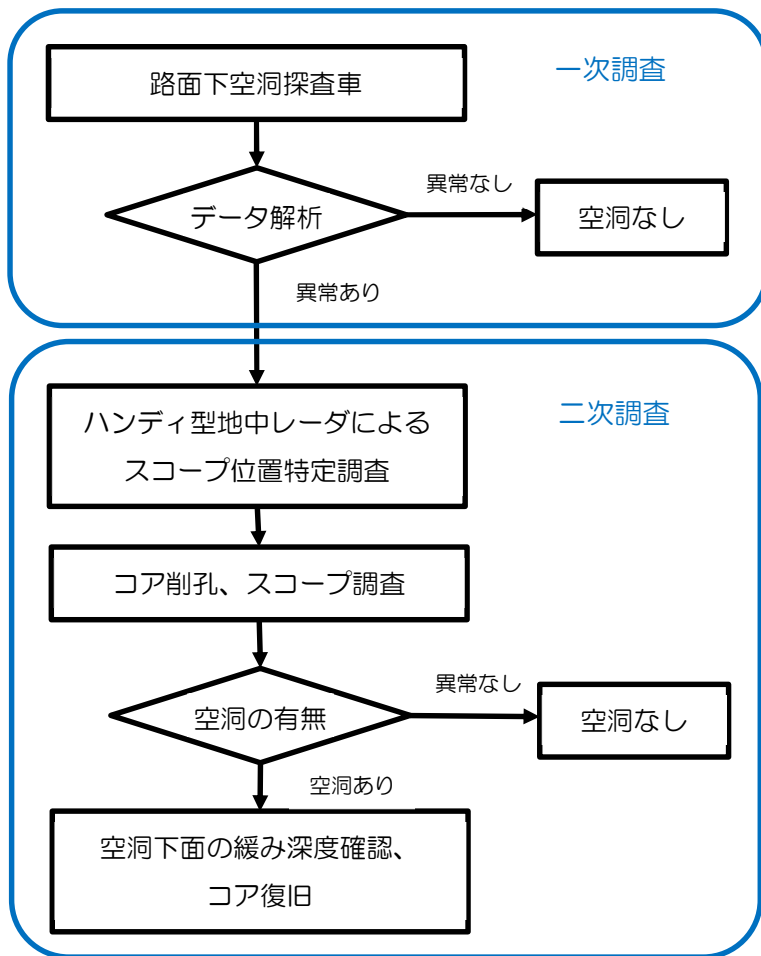 一次調査
路面下空洞探査車
データ解析
異常なし
空洞なし
異常あり
二次調査
ハンディ型地中レーダによる
スコープ位置特定調査
コア削孔、スコープ調査
空洞の有無
異常なし
空洞なし
空洞あり
空洞下面の緩み深度確認、
コア復旧